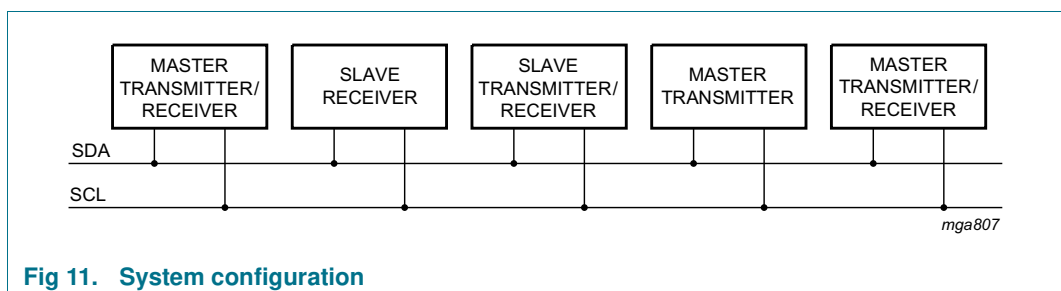 MASTER
TRANSMITTER/
RECEIVER
SLAVE
RECEIVER
SLAVE
TRANSMITTER/
RECEIVER
MASTER
TRANSMITTER
MASTER
TRANSMITTER/
RECEIVER
SDA
SCL
mga807
Fig 11. System configuration